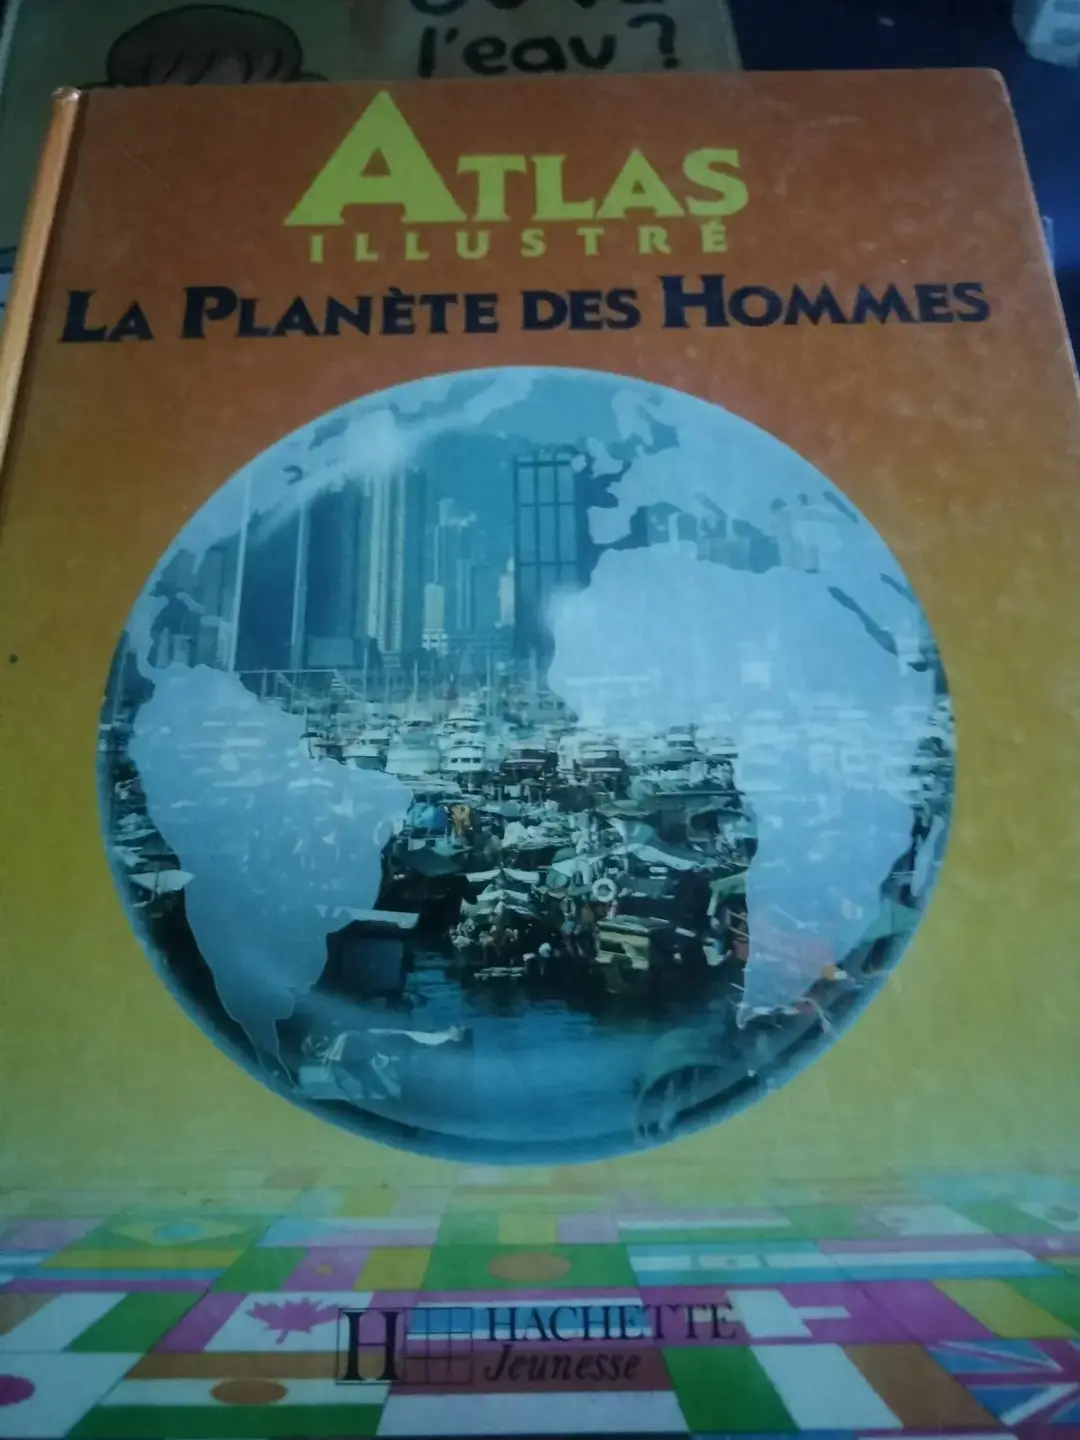 l'eau ?
ATLAS
ILLUSTRÉ
LA PLANÈTE DES HOMMES
H HACHETTE
Jeunesse